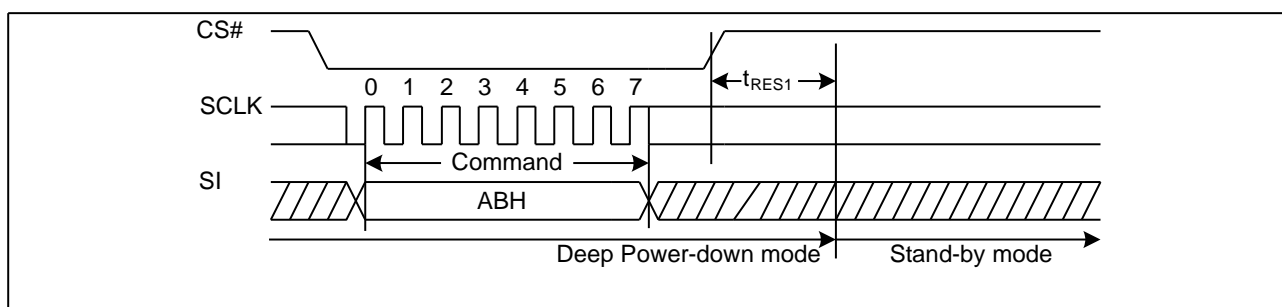 CS#
0 1 2 3 4 5 6 7
tRES1
SCLK
Command
SI
ABH
Deep Power-down mode Stand-by mode